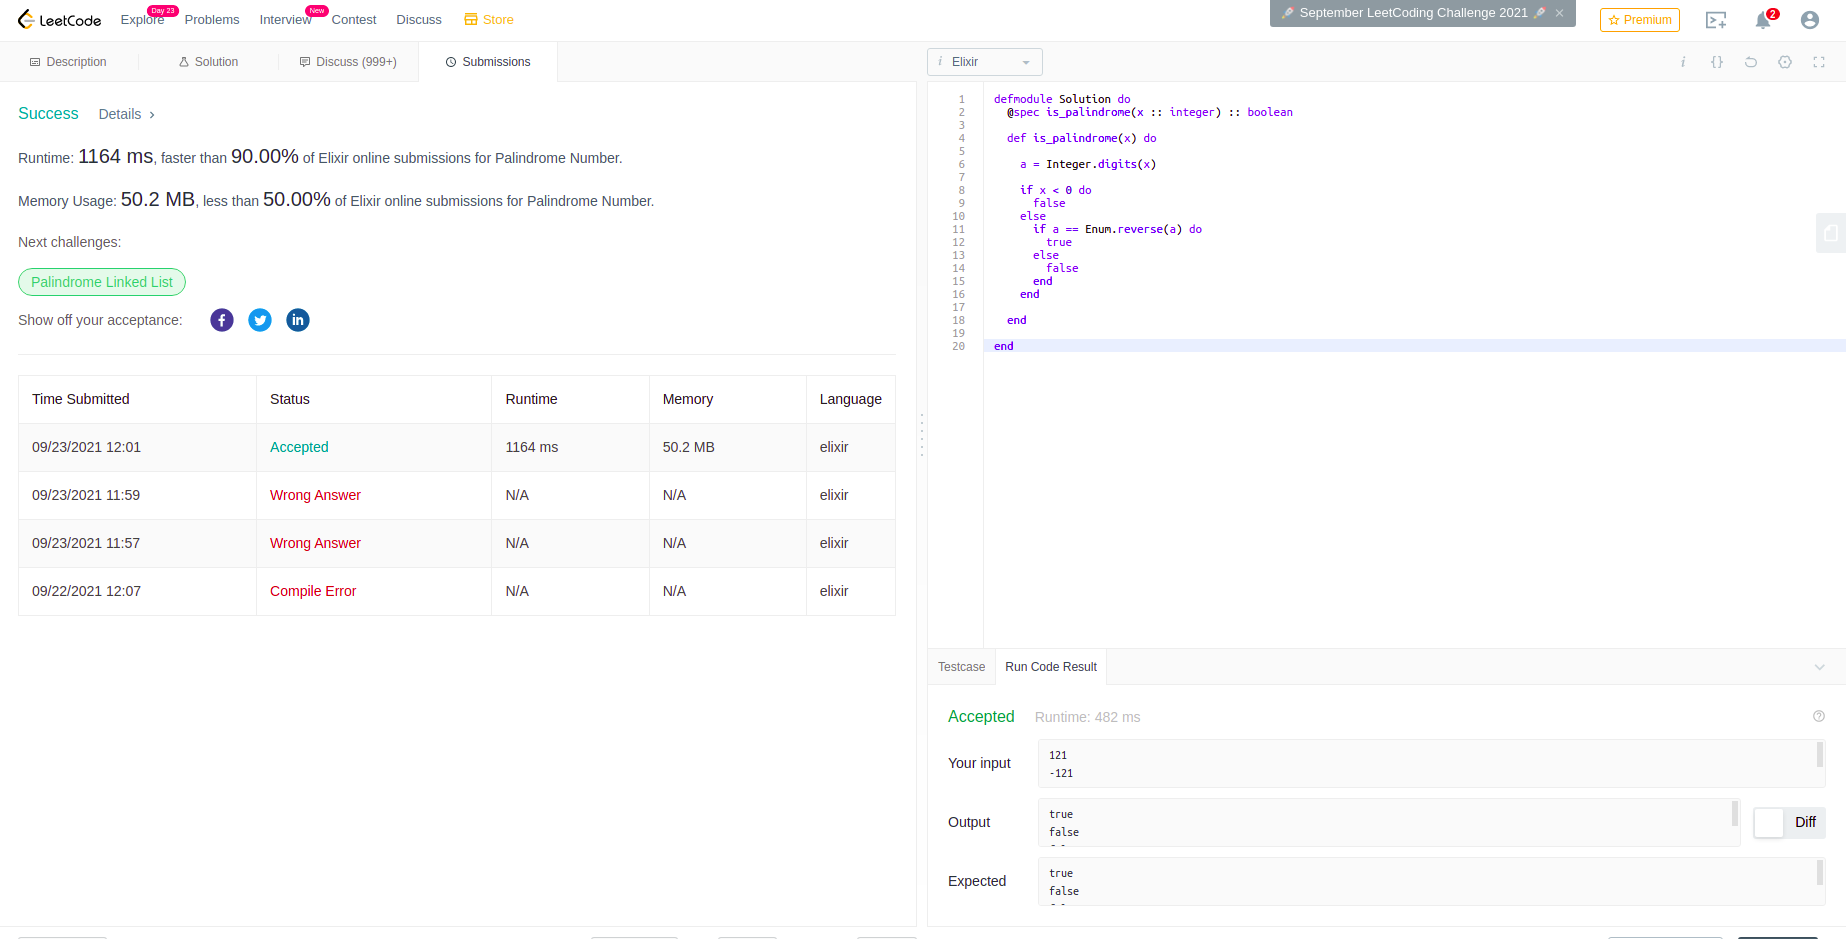 LeetCode Explore Day 23 Problems Interview New Contest Discuss Store September LeetCoding Challenge 2021 × Premium 2
Description Solution Discuss (999+) Submissions i Elixir i {}
Success Details ›
Runtime: 1164 ms, faster than 90.00% of Elixir online submissions for Palindrome Number.
Memory Usage: 50.2 MB, less than 50.00% of Elixir online submissions for Palindrome Number.
Next challenges:
Palindrome Linked List
Show off your acceptance: f in
Time Submitted Status Runtime Memory Language
09/23/2021 12:01 Accepted 1164 ms 50.2 MB elixir
09/23/2021 11:59 Wrong Answer N/A N/A elixir
09/23/2021 11:57 Wrong Answer N/A N/A elixir
09/22/2021 12:07 Compile Error N/A N/A elixir
1 defmodule Solution do
2 @spec is_palindrome(x :: integer) :: boolean
3
4 def is_palindrome(x) do
5
6 a = Integer.digits(x)
7
8 if x < 0 do
9 false
10 else
11 if a == Enum.reverse(a) do
12 true
13 else
14 false
15 end
16 end
17
18 end
19
20 end
Testcase Run Code Result
Accepted Runtime: 482 ms
Your input
121
-121
Output
true
false
Diff
Expected
true
false